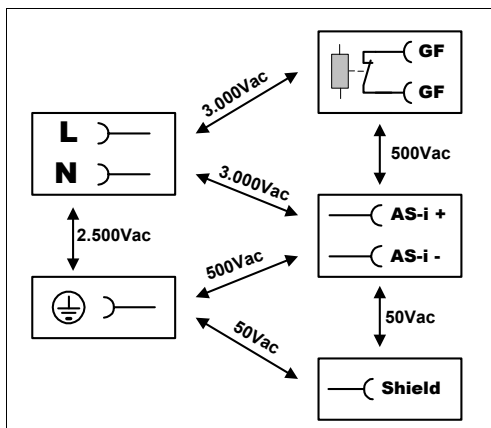 GF
GF
3.000Vac
L
N
500Vac
3.000Vac
AS-i +
AS-i -
2.500Vac
500Vac
50Vac
50Vac
Shield